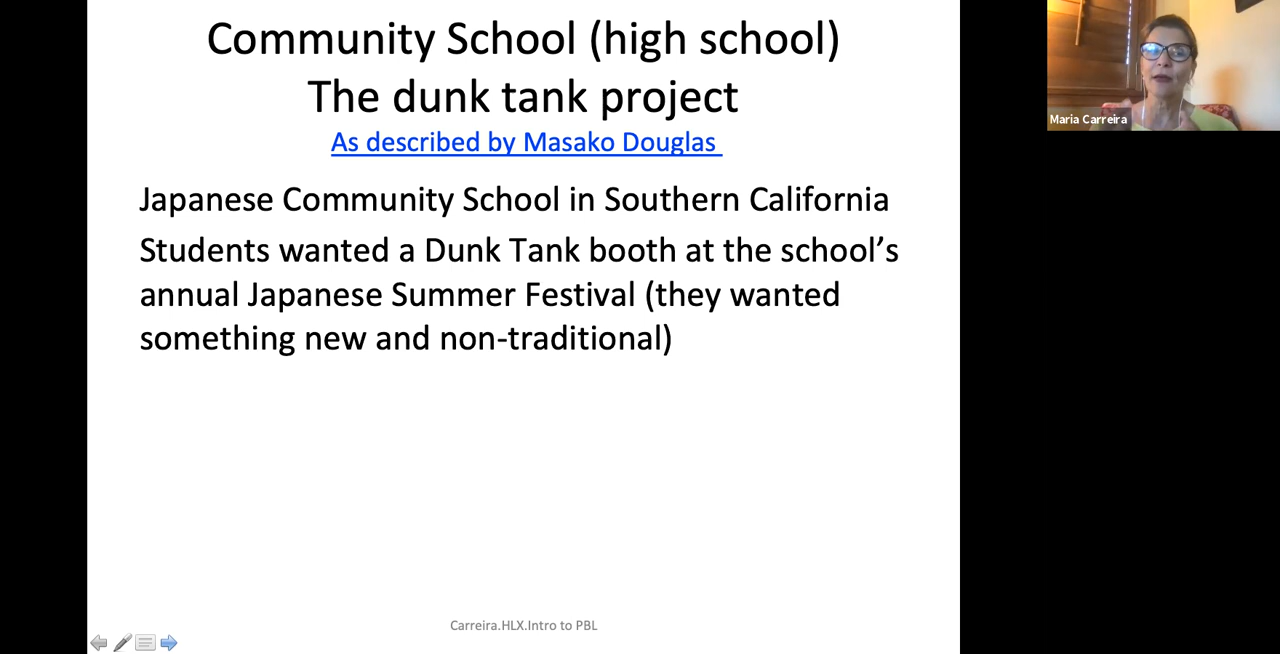 Community School (high school)
The dunk tank project
As described by Masako Douglas
Japanese Community School in Southern California
Students wanted a Dunk Tank booth at the school’s
annual Japanese Summer Festival (they wanted
something new and non-traditional)
Carreira.HLX.Intro to PBL
Maria Carreira